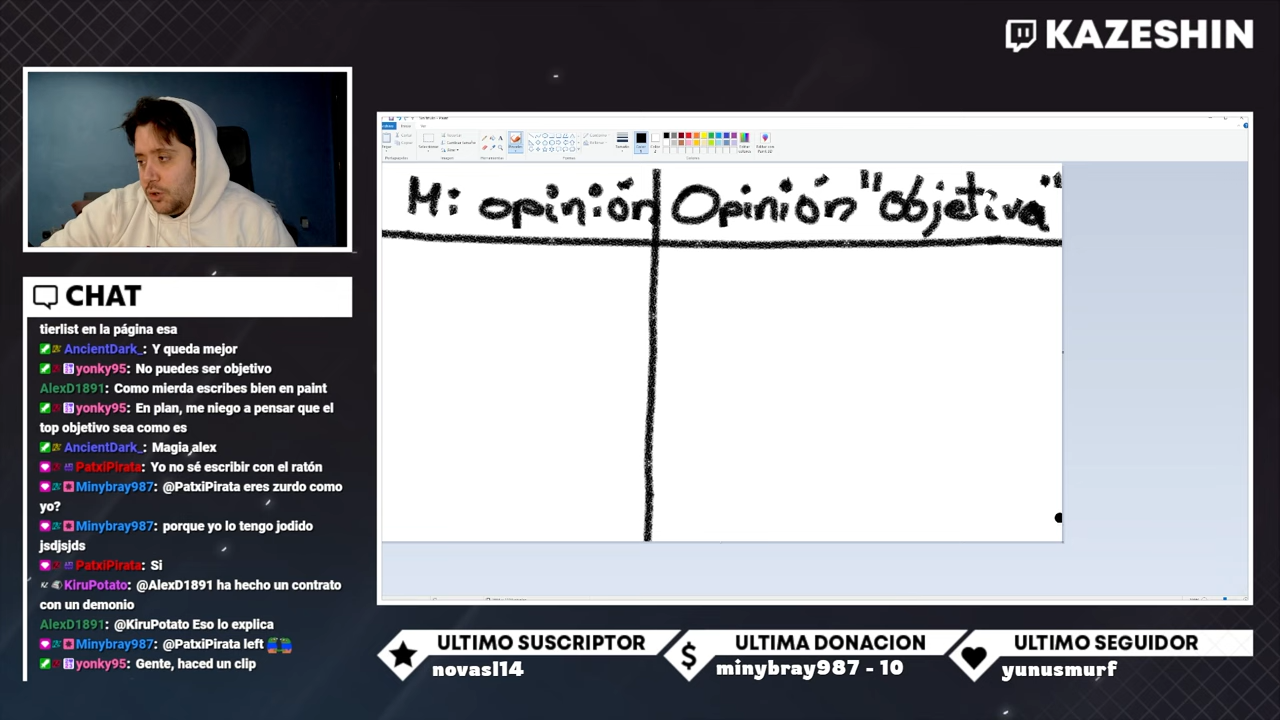 KAZESHIN
Mi opinión
Opinión "objetiva"
CHAT
tierlist en la página esa
AncientDark_: Y queda mejor
yonky95: No puedes ser objetivo
AlexD1891: Como mierda escribes bien en paint
yonky95: En plan, me niego a pensar que el
top objetivo sea como es
AncientDark_: Magia alex
PatxiPirata: Yo no sé escribir con el ratón
Minybray987: @PatxiPirata eres zurdo como
yo?
Minybray987: porque yo lo tengo jodido
jsdjsjds
PatxiPirata: Si
KiruPotato: @AlexD1891 ha hecho un contrato
con un demonio
AlexD1891: @KiruPotato Eso lo explica
Minybray987: @PatxiPirata left
yonky95: Gente, haced un clip
ULTIMO SUSCRIPTOR
novasl14
ULTIMA DONACION
minybray987 - 10
ULTIMO SEGUIDOR
yunusmurf